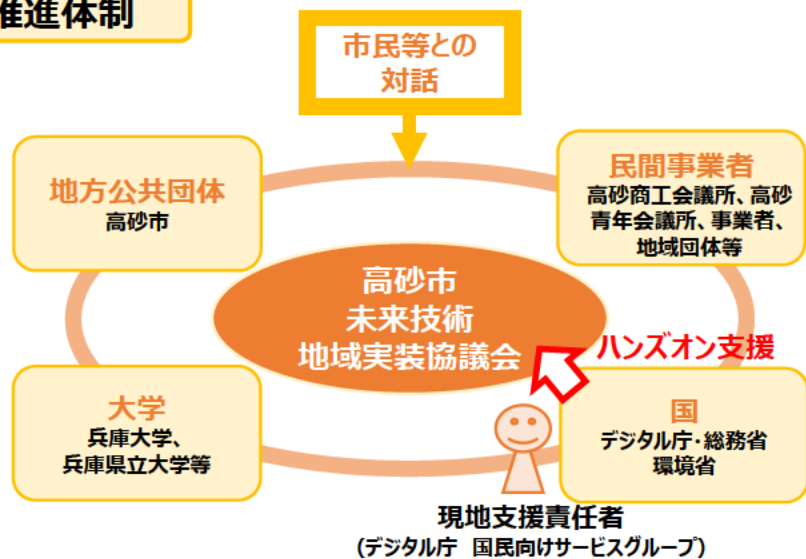 推進体制
市民等との
対話
地方公共団体
高砂市
民間事業者
高砂商工会議所、高砂
青年会議所、事業者、
地域団体等
高砂市
未来技術
地域実装協議会
ハンズオン支援
大学
兵庫大学、
兵庫県立大学等
国
デジタル庁・総務省
環境省
現地支援責任者
(デジタル庁 国民向けサービスグループ)